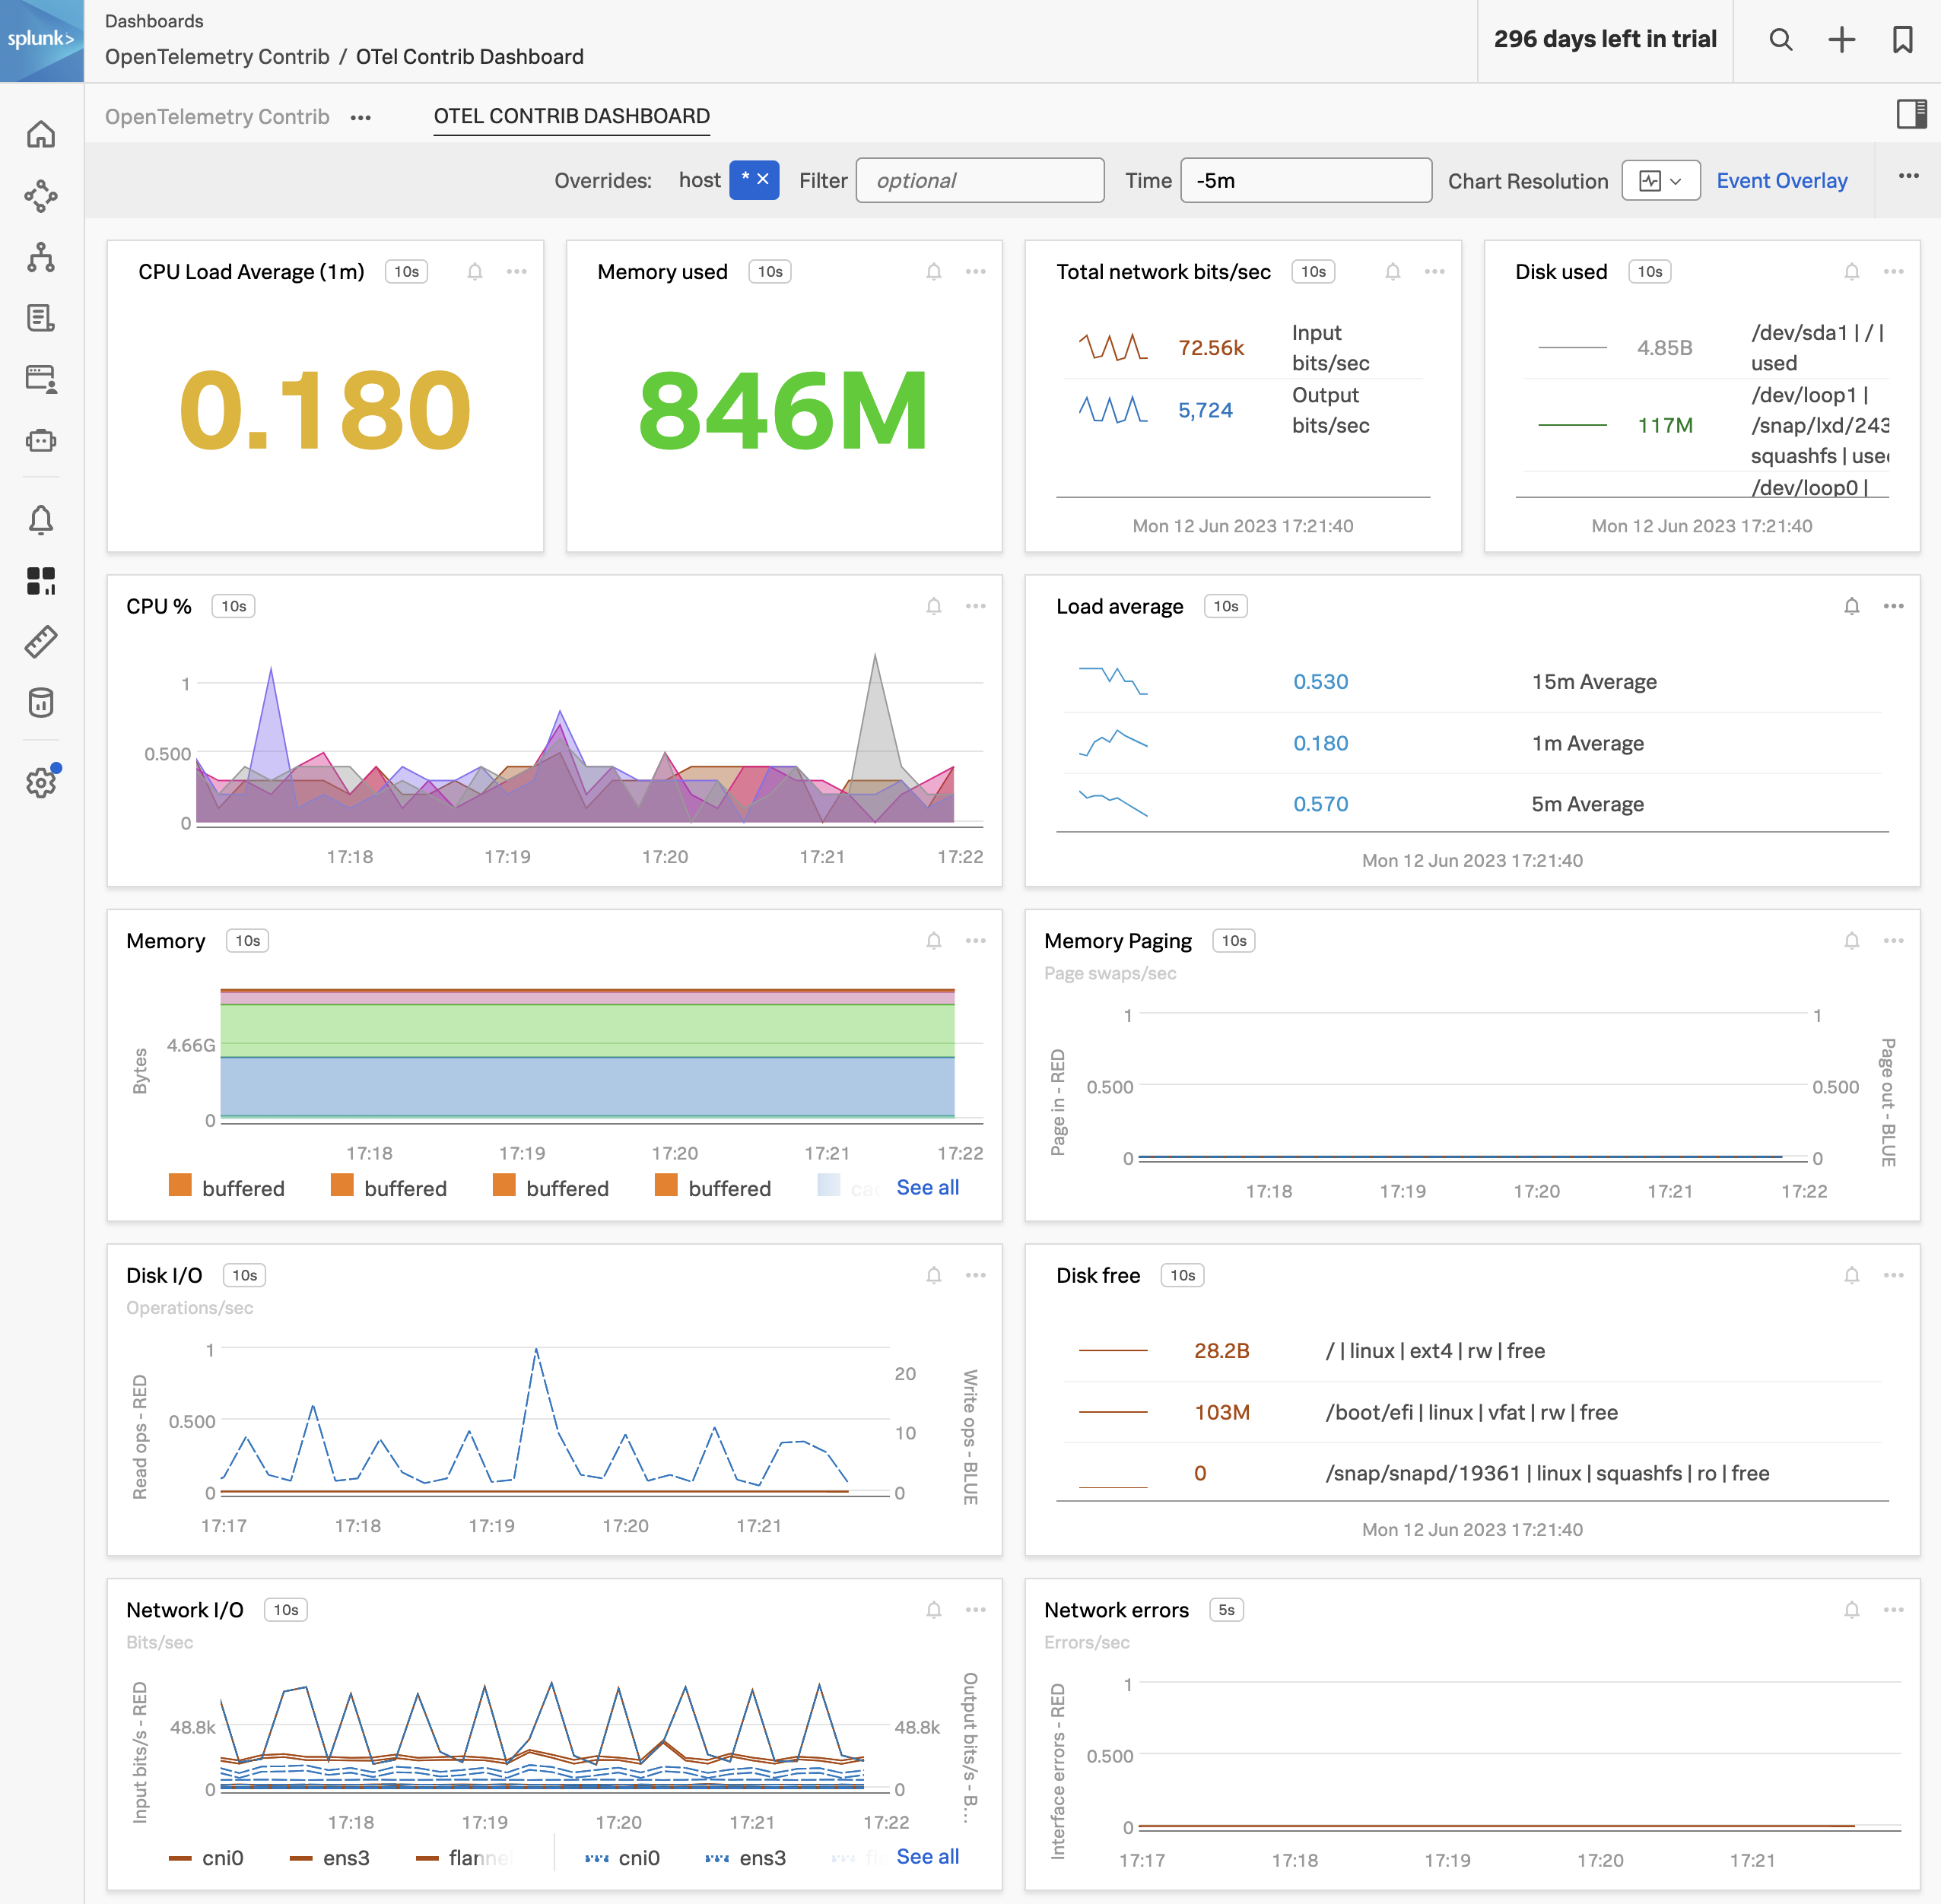 splunk>
Dashboards
OpenTelemetry Contrib / OTel Contrib Dashboard
296 days left in trial
OpenTelemetry Contrib •••
OTEL CONTRIB DASHBOARD
Overrides: host * × Filter optional Time -5m Chart Resolution Event Overlay •••
CPU Load Average (1m) 10s
0.180
Memory used 10s
846M
Total network bits/sec 10s
72.56k Input
bits/sec
5,724 Output
bits/sec
Mon 12 Jun 2023 17:21:40
Disk used 10s
4.85B /dev/sda1 | / |
used
/dev/loop1 |
117M /snap/lxd/243
squashfs | use
/dev/loop0 |
Mon 12 Jun 2023 17:21:40
CPU % 10s
1
0.500
0
17:18 17:19 17:20 17:21 17:22
Load average 10s
0.530 15m Average
0.180 1m Average
0.570 5m Average
Mon 12 Jun 2023 17:21:40
Memory 10s
Bytes
4.66G
0
17:18 17:19 17:20 17:21 17:22
buffered buffered buffered buffered See all
Memory Paging 10s
Page swaps/sec
Page in - RED
1 1
0.500 0.500
0 0
Page out - BLUE
17:18 17:19 17:20 17:21 17:22
Disk I/O 10s
Operations/sec
Read ops - RED
1
20
0.500
10
0 0
Write ops - BLUE
17:17 17:18 17:19 17:20 17:21
Disk free 10s
28.2B / | linux | ext4 | rw | free
103M /boot/efi | linux | vfat | rw | free
0 /snap/snapd/19361 | linux | squashfs | ro | free
Mon 12 Jun 2023 17:21:40
Network I/O 10s
Bits/sec
Input bits/s - RED
48.8k 48.8k
0 0
Output bits/s - B...
17:18 17:19 17:20 17:21 17:22
cni0 ens3 flanne cni0 ens3 See all
Network errors 5s
Errors/sec
Interface errors - RED
1
0.500
0
17:17 17:18 17:19 17:20 17:21